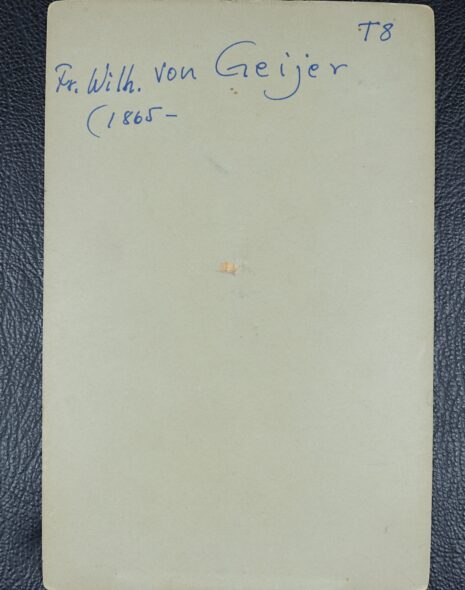 T8
Fr. Wilh. von Geijer
(1865-